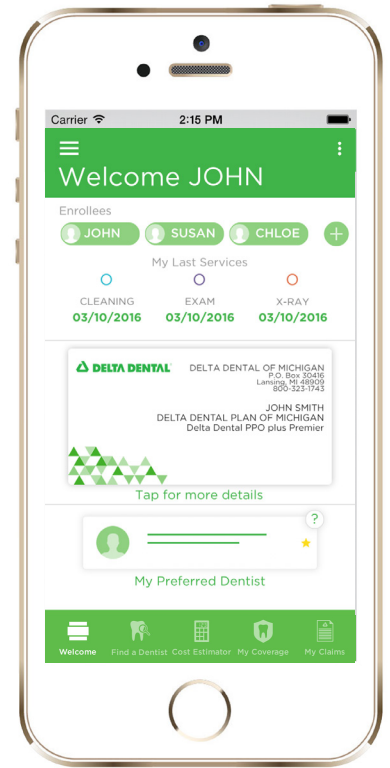 Carrier 2:15 PM
Welcome JOHN
Enrollees
JOHN SUSAN CHLOE +
My Last Services
CLEANING EXAM X-RAY
03/10/2016 03/10/2016 03/10/2016
DELTA DENTAL DELTA DENTAL OF MICHIGAN
P.O. Box 30416
Lansing, MI 48909
800-323-1743
JOHN SMITH
DELTA DENTAL PLAN OF MICHIGAN
Delta Dental PPO plus Premier
Tap for more details
?
My Preferred Dentist
Welcome Find a Dentist Cost Estimator My Coverage My Claims